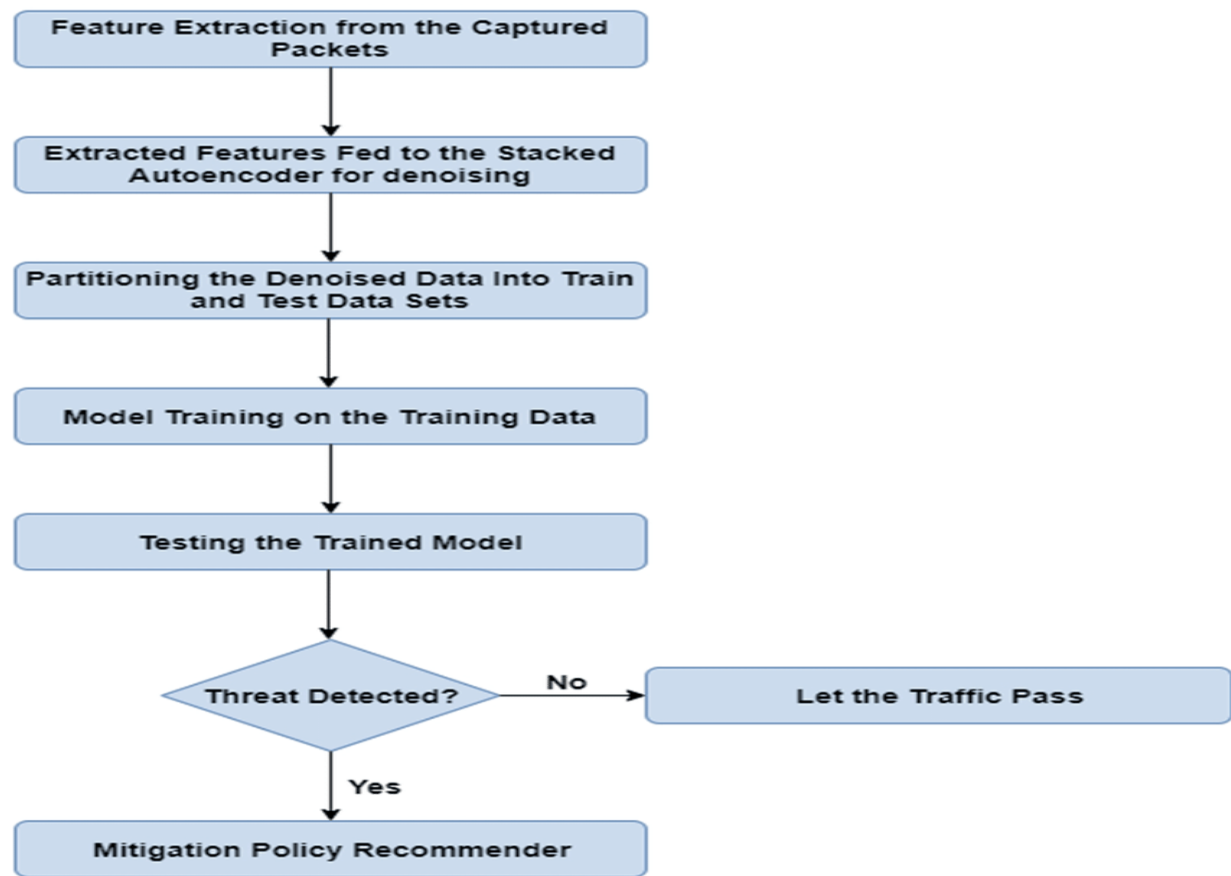 Feature Extraction from the Captured
Packets
Extracted Features Fed to the Stacked
Autoencoder for denoising
Partitioning the Denoised Data Into Train
and Test Data Sets
Model Training on the Training Data
Testing the Trained Model
Threat Detected?
No
Let the Traffic Pass
Yes
Mitigation Policy Recommender